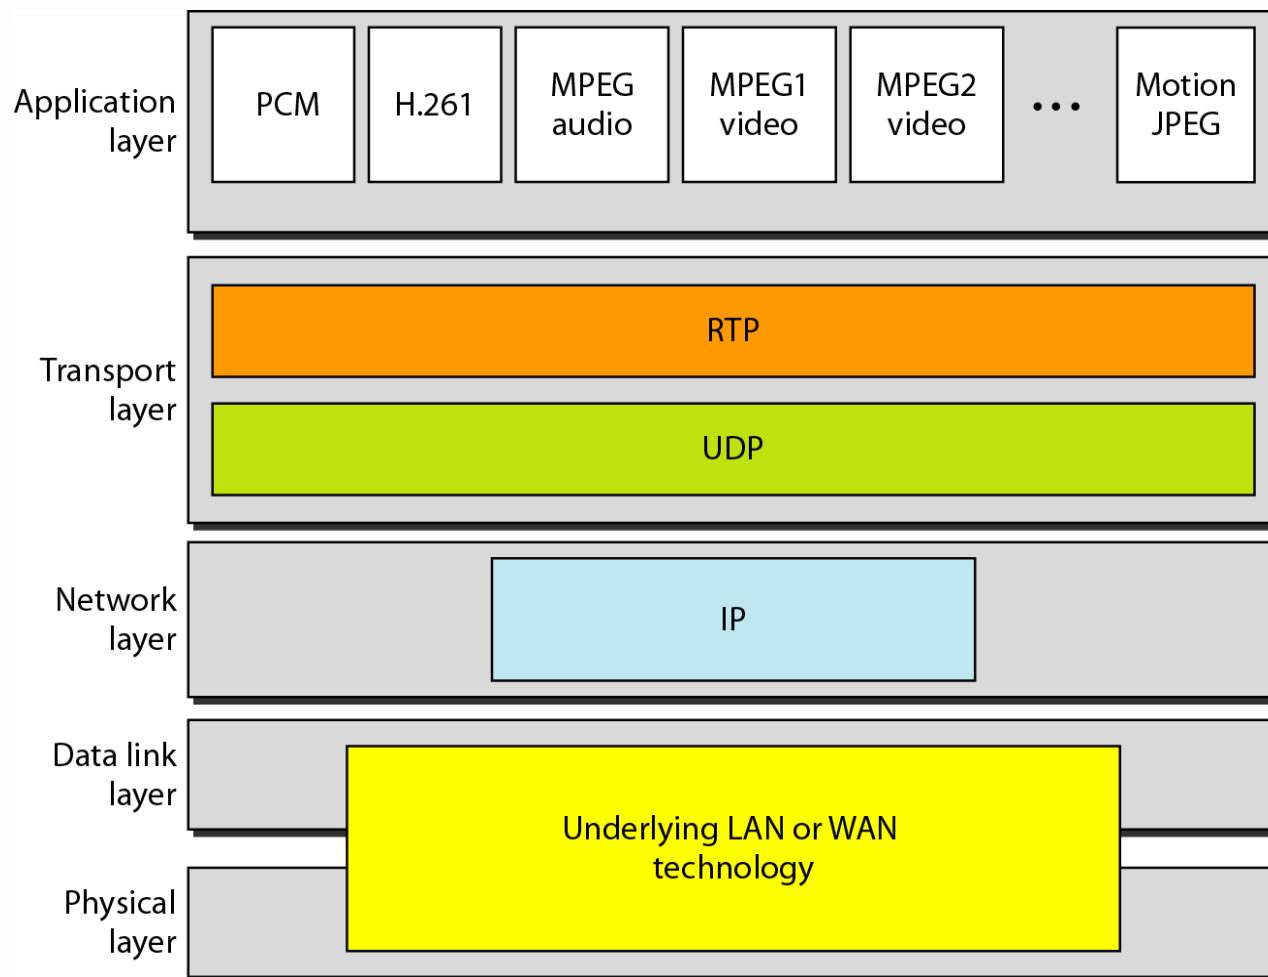 Application
layer
PCM
H.261
MPEG
audio
MPEG1
video
MPEG2
video
...
Motion
JPEG
Transport
layer
RTP
UDP
Network
layer
IP
Data link
layer
Underlying LAN or WAN
technology
Physical
layer